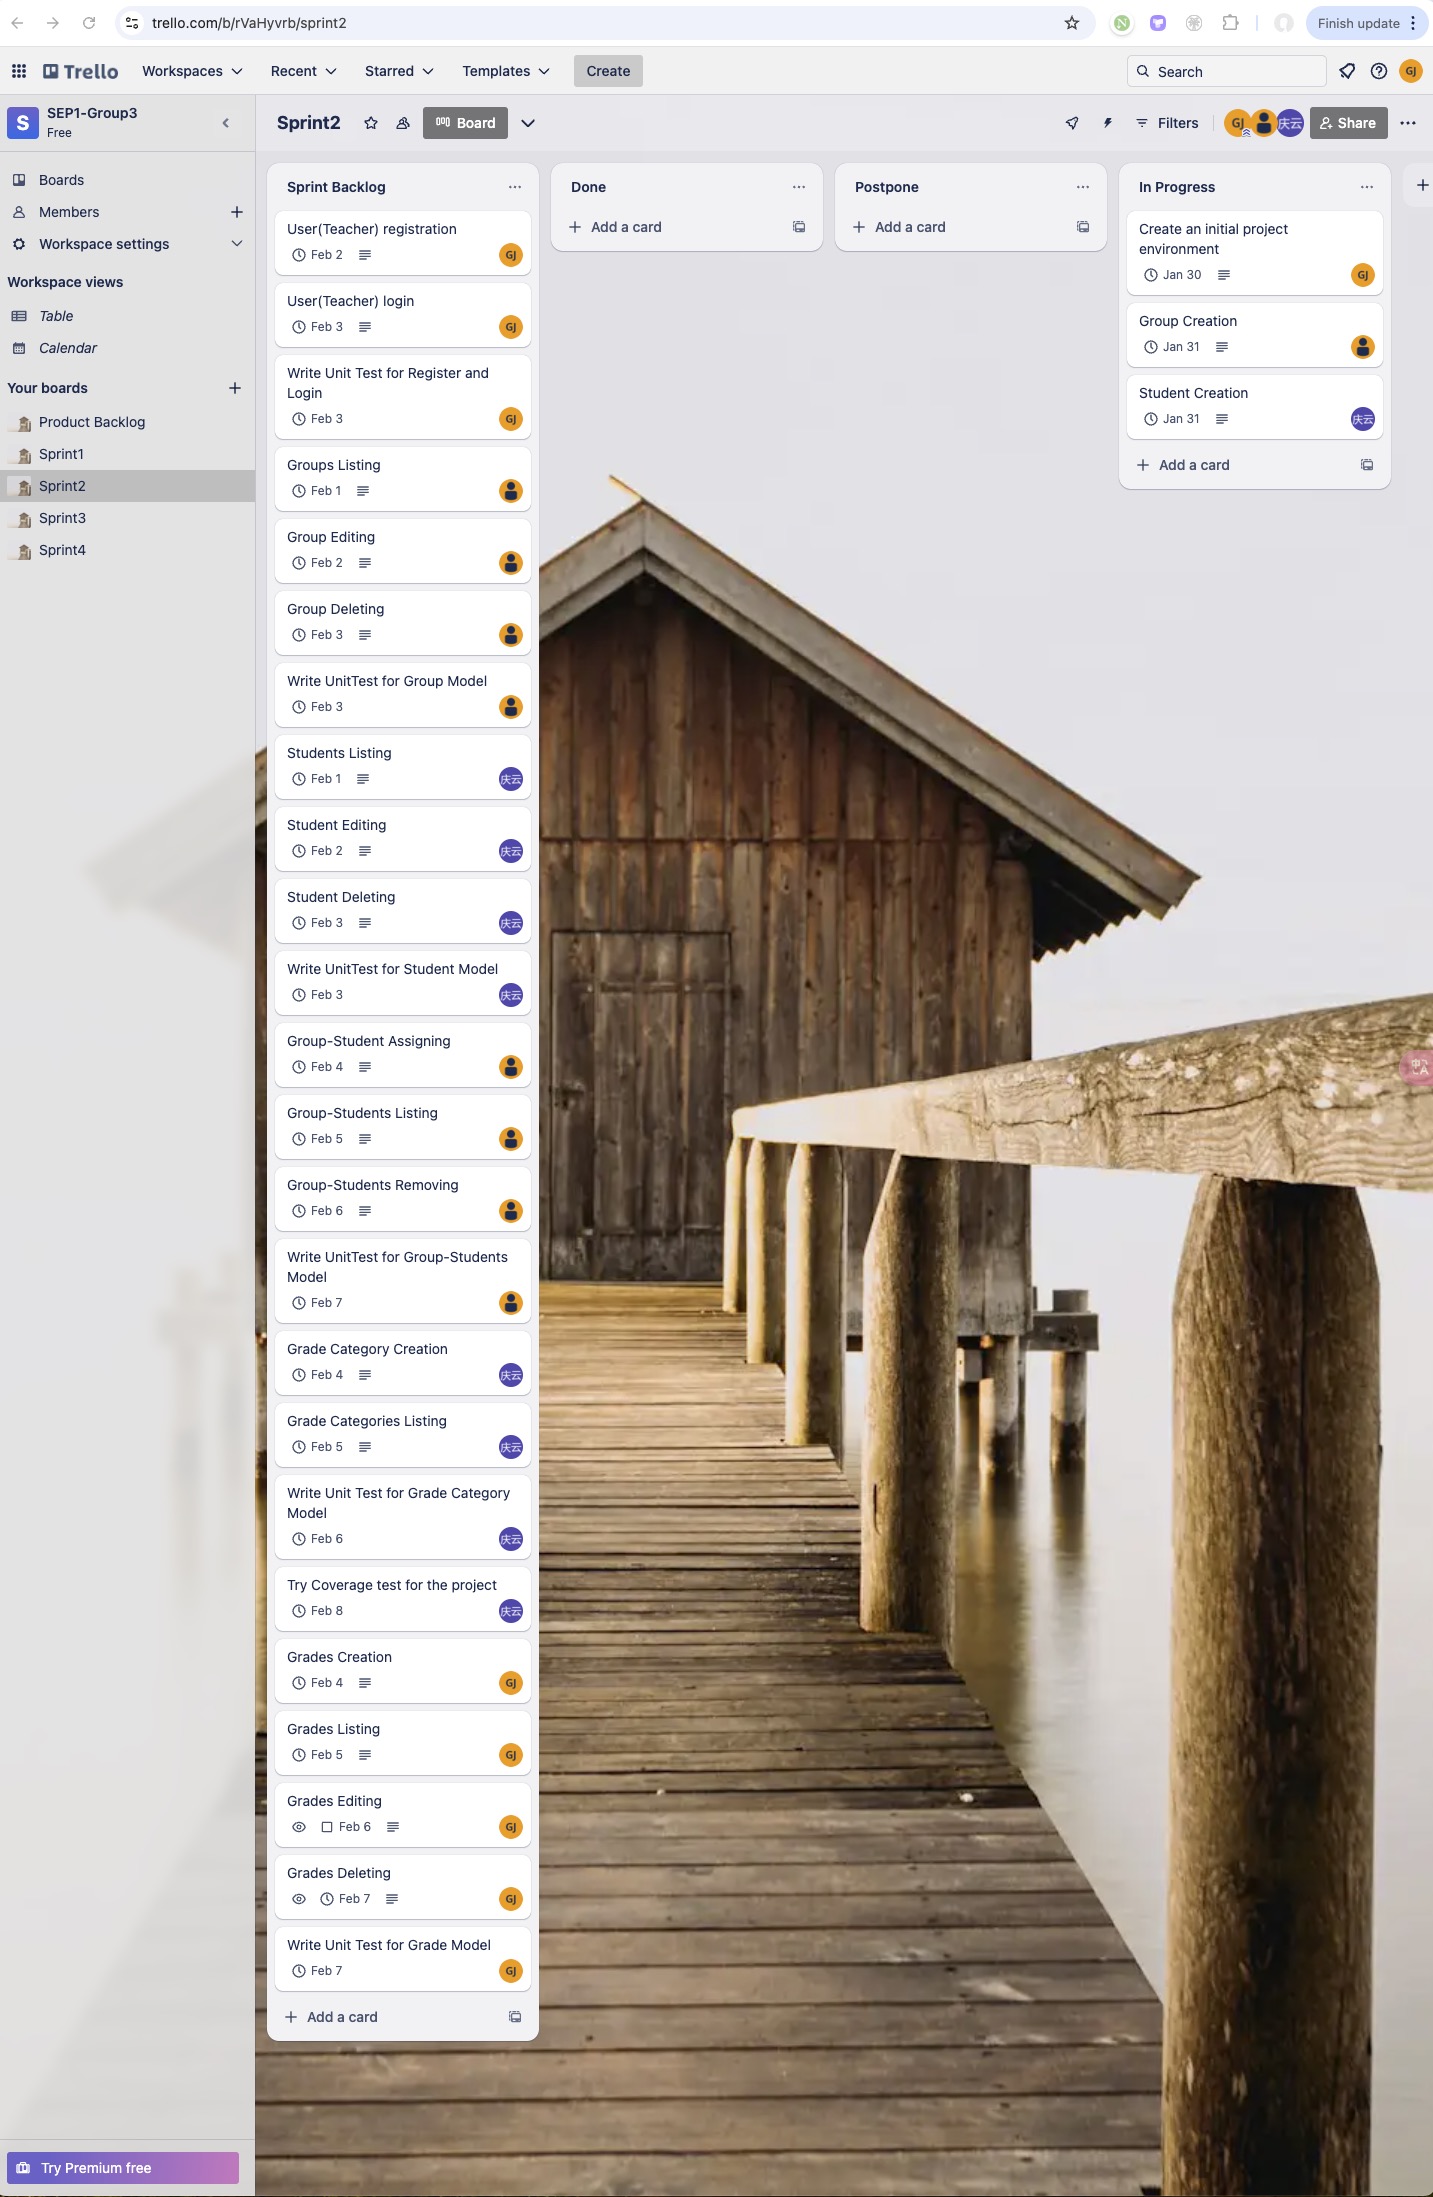 trello.com/b/rVaHyvrb/sprint2
Finish update
Trello
Workspaces
Recent
Starred
Templates
Create
Search
GJ
S
SEP1-Group3
Free
Boards
Members
Workspace settings
Workspace views
Table
Calendar
Your boards
Product Backlog
Sprint1
Sprint2
Sprint3
Sprint4
Try Premium free
Sprint2
Board
Filters
GJ
庆云
Share
Sprint Backlog
User(Teacher) registration
Feb 2
GJ
User(Teacher) login
Feb 3
GJ
Write Unit Test for Register and
Login
Feb 3
GJ
Groups Listing
Feb 1
Group Editing
Feb 2
Group Deleting
Feb 3
Write UnitTest for Group Model
Feb 3
Students Listing
Feb 1
庆云
Student Editing
Feb 2
庆云
Student Deleting
Feb 3
庆云
Write UnitTest for Student Model
Feb 3
庆云
Group-Student Assigning
Feb 4
Group-Students Listing
Feb 5
Group-Students Removing
Feb 6
Write UnitTest for Group-Students
Model
Feb 7
Grade Category Creation
Feb 4
庆云
Grade Categories Listing
Feb 5
庆云
Write Unit Test for Grade Category
Model
Feb 6
庆云
Try Coverage test for the project
Feb 8
庆云
Grades Creation
Feb 4
GJ
Grades Listing
Feb 5
GJ
Grades Editing
Feb 6
GJ
Grades Deleting
Feb 7
GJ
Write Unit Test for Grade Model
Feb 7
GJ
Add a card
Done
Add a card
Postpone
Add a card
In Progress
Create an initial project
environment
Jan 30
GJ
Group Creation
Jan 31
Student Creation
Jan 31
庆云
Add a card